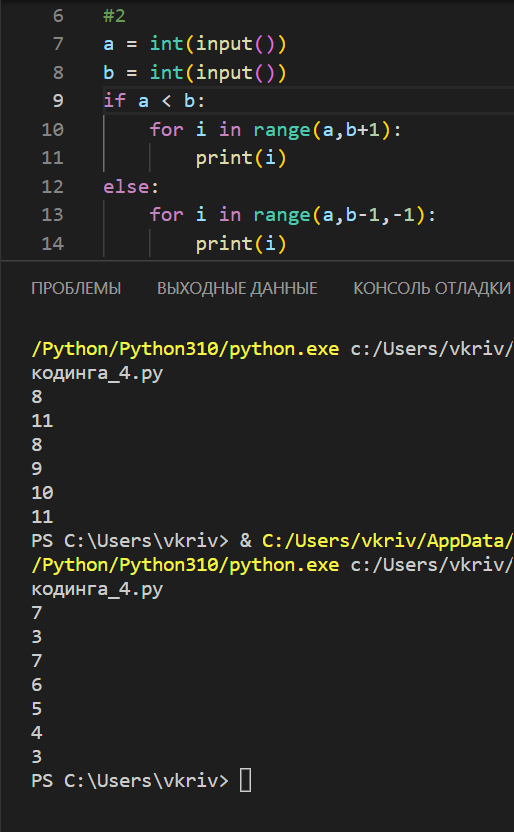 6 #2
7 a = int(input())
8 b = int(input())
9 if a < b:
10 for i in range(a,b+1):
11 print(i)
12 else:
13 for i in range(a,b-1,-1):
14 print(i)
ПРОБЛЕМЫ ВЫХОДНЫЕ ДАННЫЕ КОНСОЛЬ ОТЛАДКИ
/Python/Python310/python.exe c:/Users/vkriv/
кодинга_4.py
8
11
8
9
10
11
PS C:\Users\vkriv> & C:/Users/vkriv/AppData/
/Python/Python310/python.exe c:/Users/vkriv/
кодинга_4.py
7
3
7
6
5
4
3
PS C:\Users\vkriv>